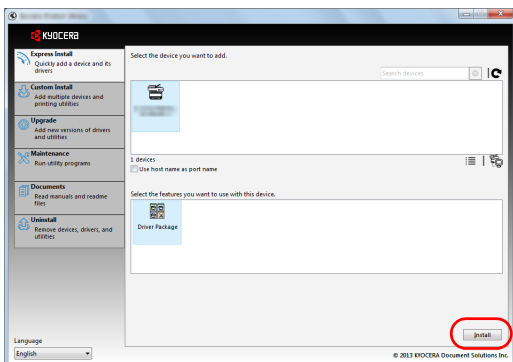 KYOCERA
Express Install
Quickly add a device and its
drivers
Custom Install
Add multiple devices and
printing utilities
Upgrade
Add new versions of drivers
and utilities
Maintenance
Run utility programs
Documents
Read manuals and readme
files
Uninstall
Remove devices, drivers, and
utilities
Language
English
Select the device you want to add.
Search devices
1 devices
Use host name as port name
Select the features you want to use with this device.
Driver Package
Install
© 2013 KYOCERA Document Solutions Inc.